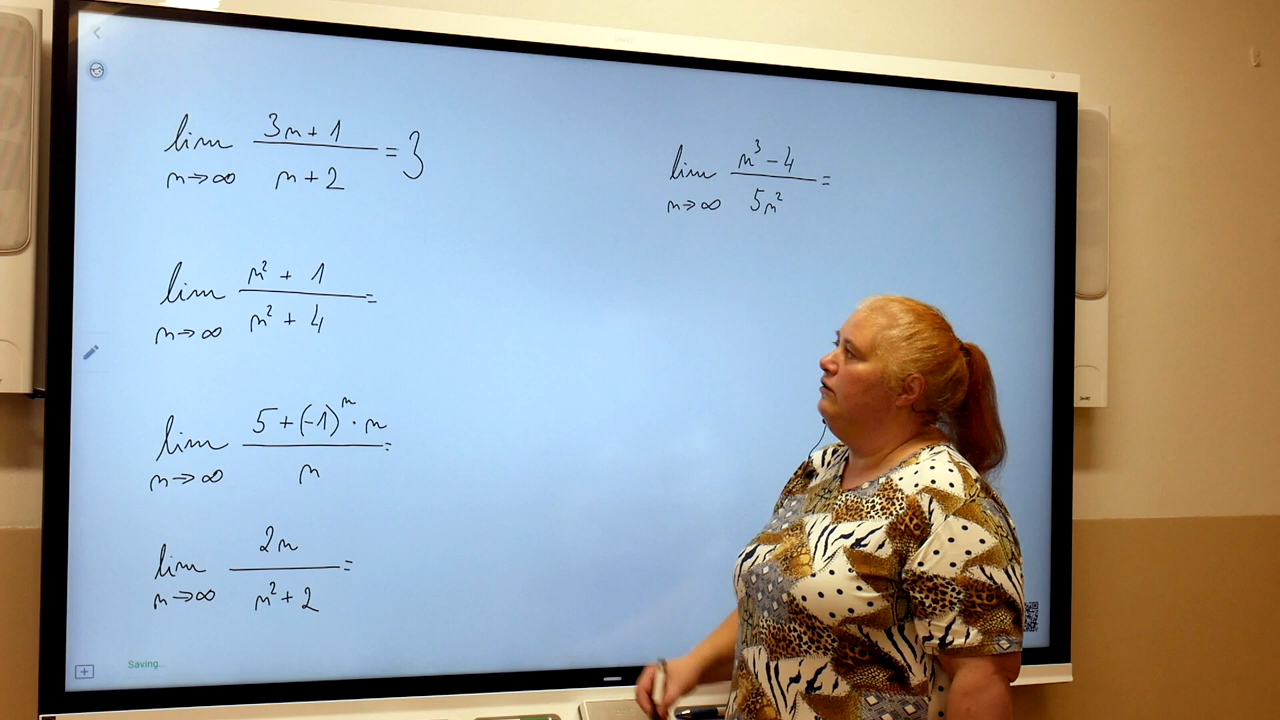 lim n→∞ (3n + 1)/(n + 2) = 3
lim n→∞ (n² + 1)/(n² + 4) =
lim n→∞ (5 + (-1)ⁿ · n)/n =
lim n→∞ 2n/(n² + 2) =
lim n→∞ (n³ - 4)/(5n²) =
Saving...